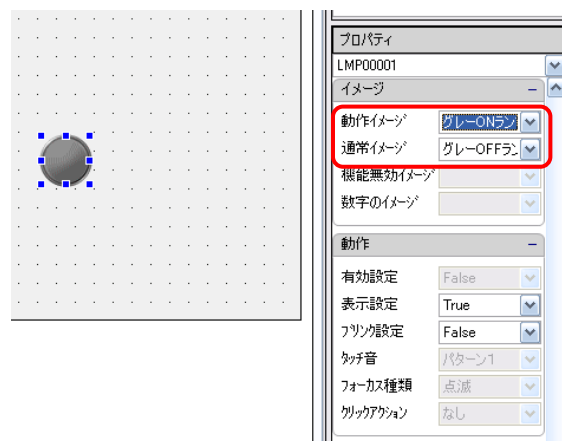 プロパティ
LMP00001
イメージ
動作イメージ グレーONラン
通常イメージ グレーOFFラ
機能無効イメージ
数字のイメージ
動作
有効設定 False
表示設定 True
ブリンク設定 False
タッチ音 パターン1
フォーカス種類 点滅
クリックアクション なし